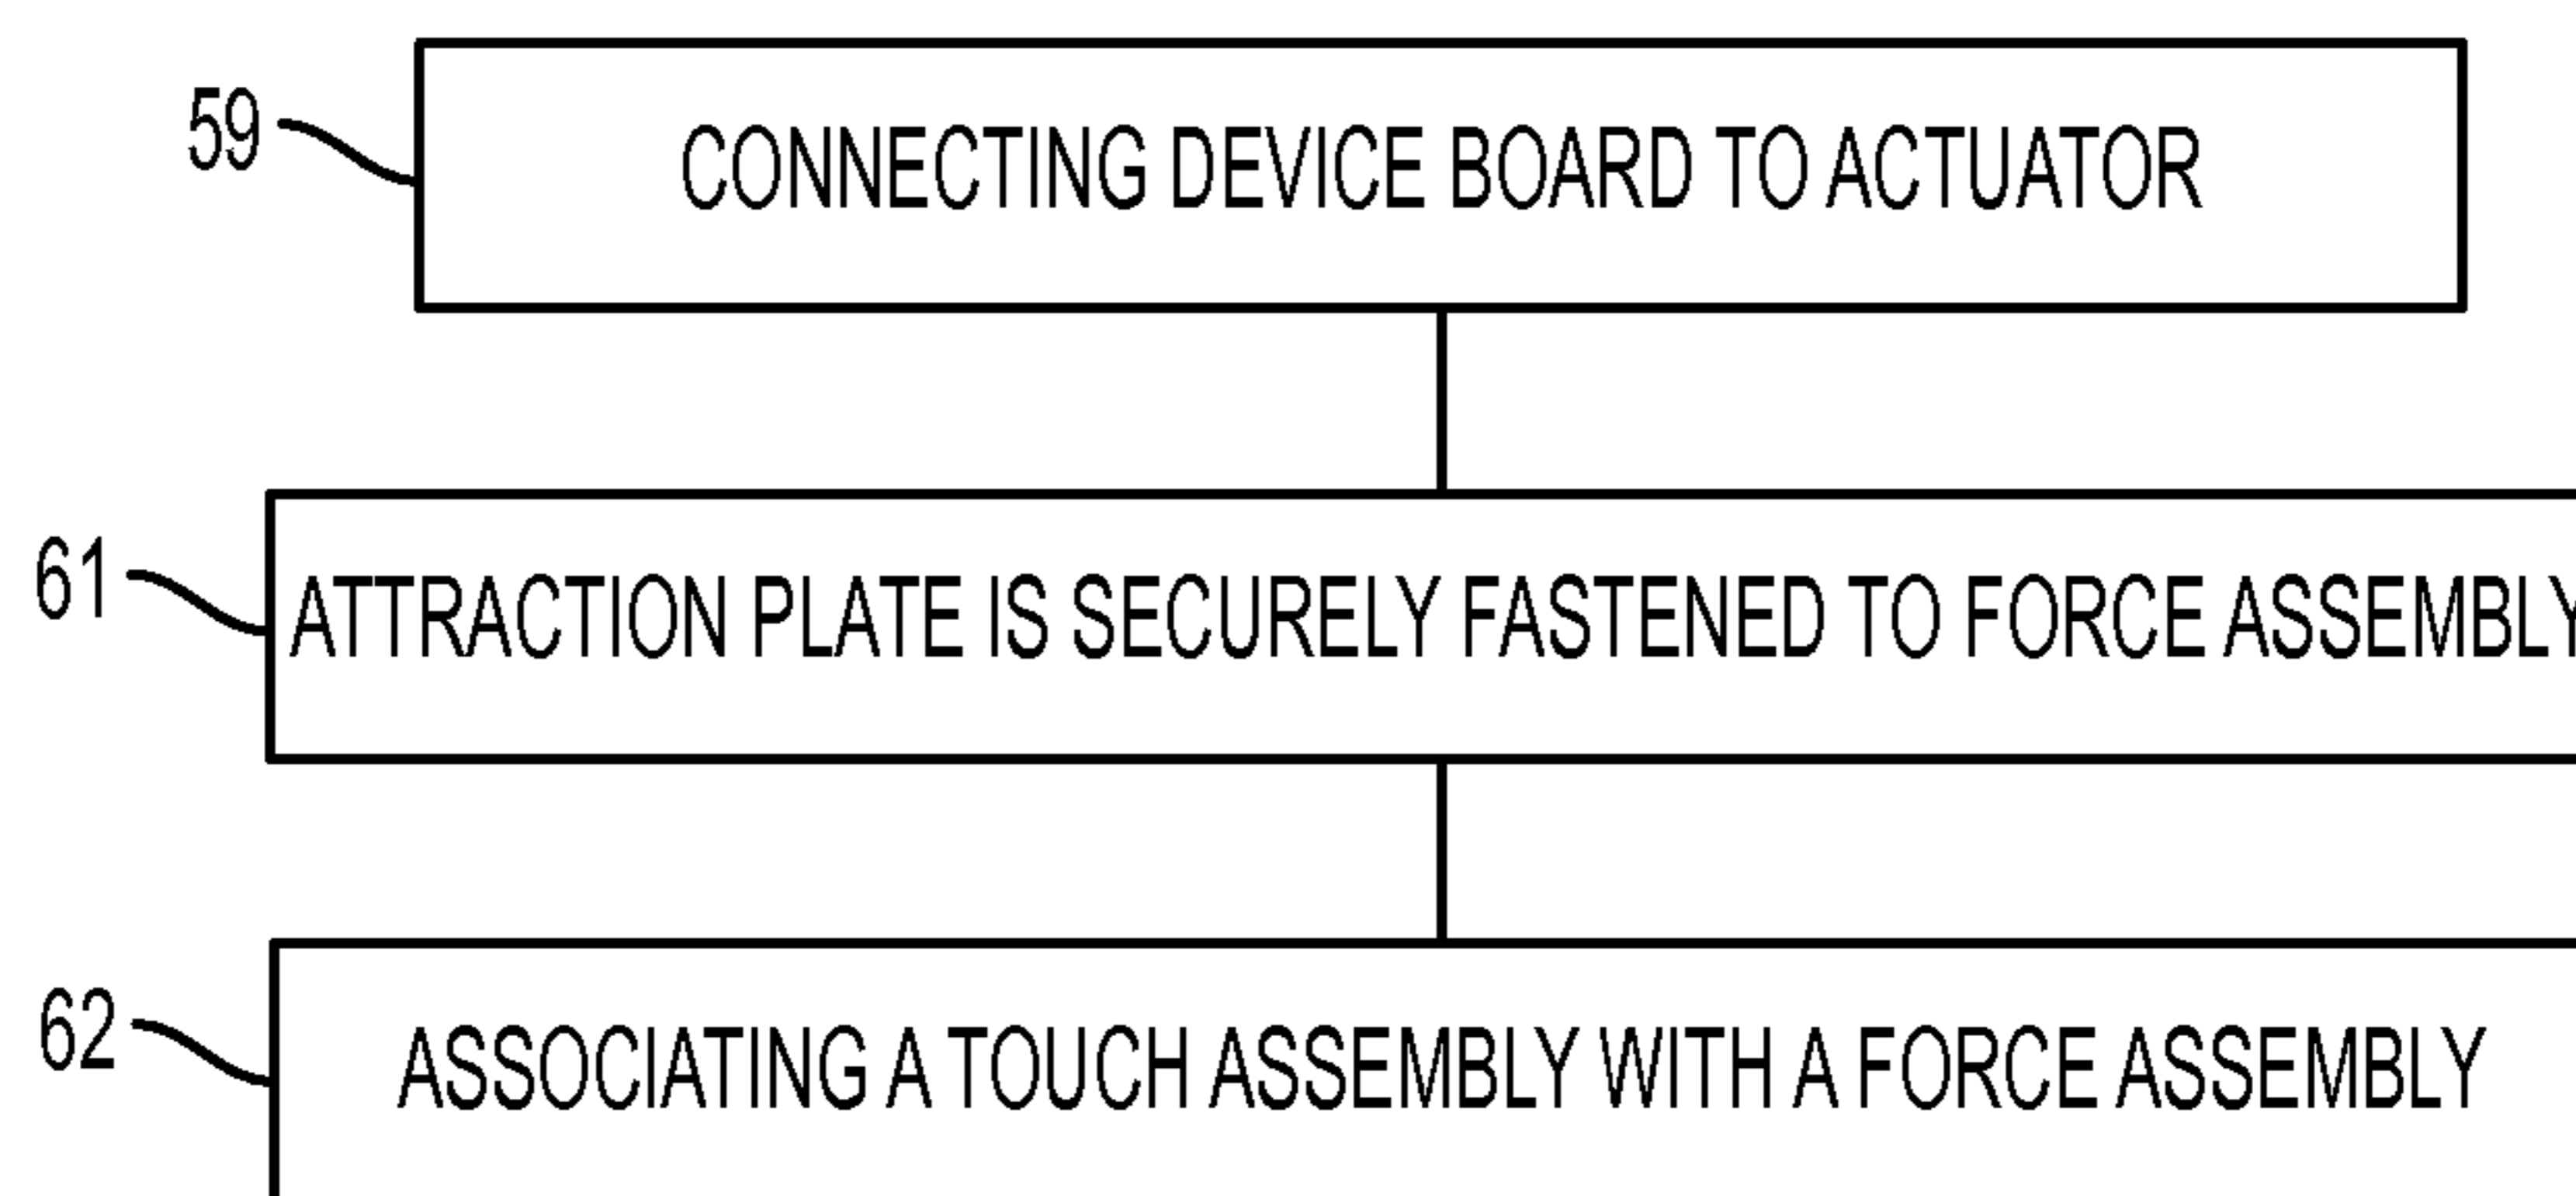 59
CONNECTING DEVICE BOARD TO ACTUATOR
61
ATTRACTION PLATE IS SECURELY FASTENED TO FORCE ASSEMBLY
62
ASSOCIATING A TOUCH ASSEMBLY WITH A FORCE ASSEMBLY